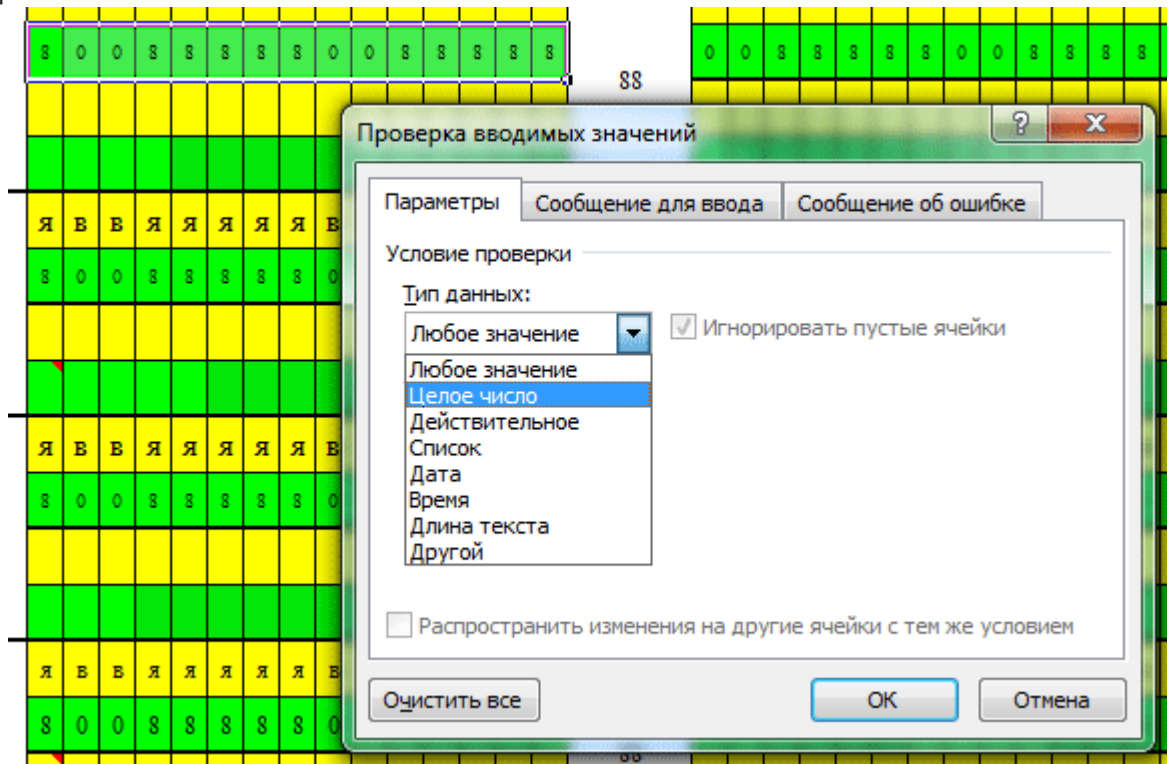 8 0 0 8 8 8 8 8 0 0 8 8 8 8 8 0 0 8 8 8 8 8 0 0 8 8 8 8
88
Проверка вводимых значений
Параметры Сообщение для ввода Сообщение об ошибке
Условие проверки
Тип данных:
Любое значение Игнорировать пустые ячейки
Любое значение
Целое число
Действительное
Список
Дата
Время
Длина текста
Другой
Распространить изменения на другие ячейки с тем же условием
Очистить все ОК Отмена
Я В В Я Я Я Я Я В
8 0 0 8 8 8 8 8 0
Я В В Я Я Я Я Я В
8 0 0 8 8 8 8 8 0
Я В В Я Я Я Я Я В
8 0 0 8 8 8 8 8 0